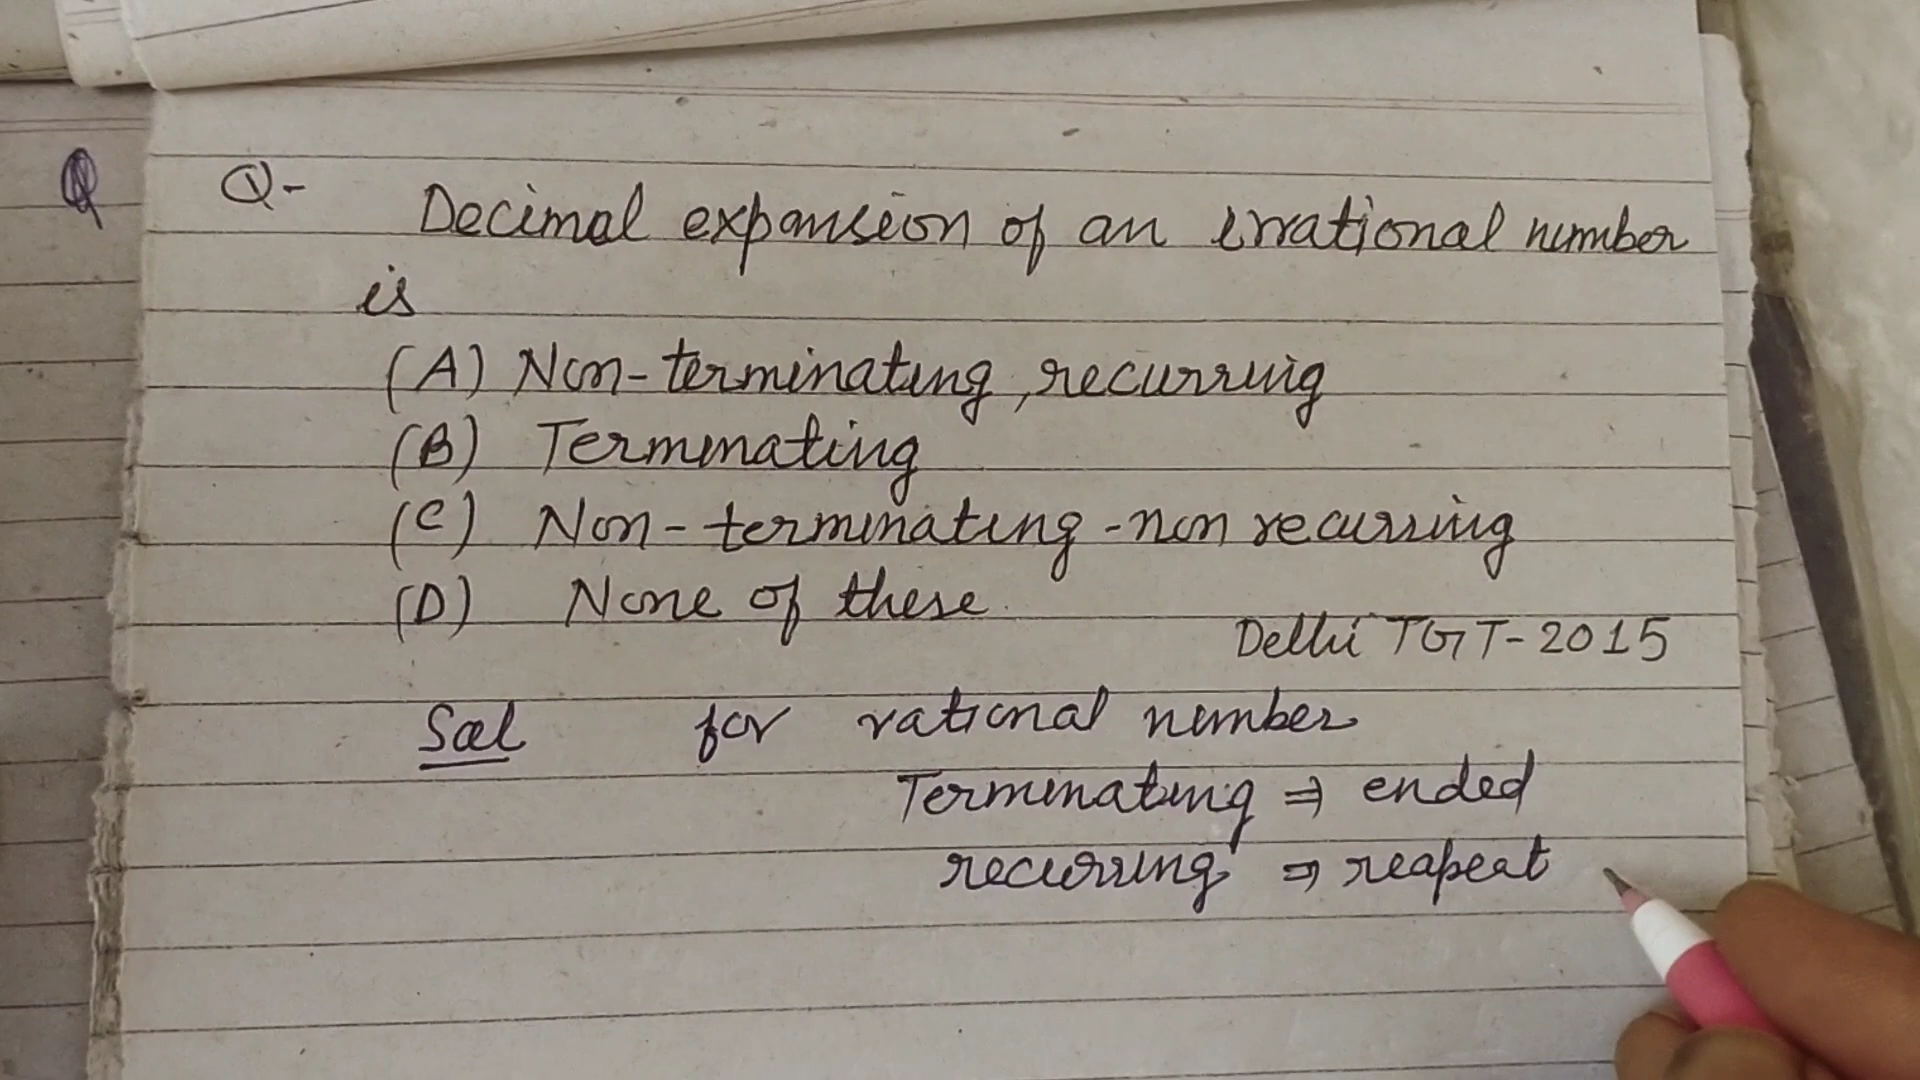 Q
Q- Decimal expansion of an irrational number
is
(A) Non-terminating, recurring
(B) Terminating
(C) Non-terminating-non recurring
(D) None of these.
Delhi TGT-2015
Sol for rational number
Terminating ⇒ ended
recurring ⇒ reapeat